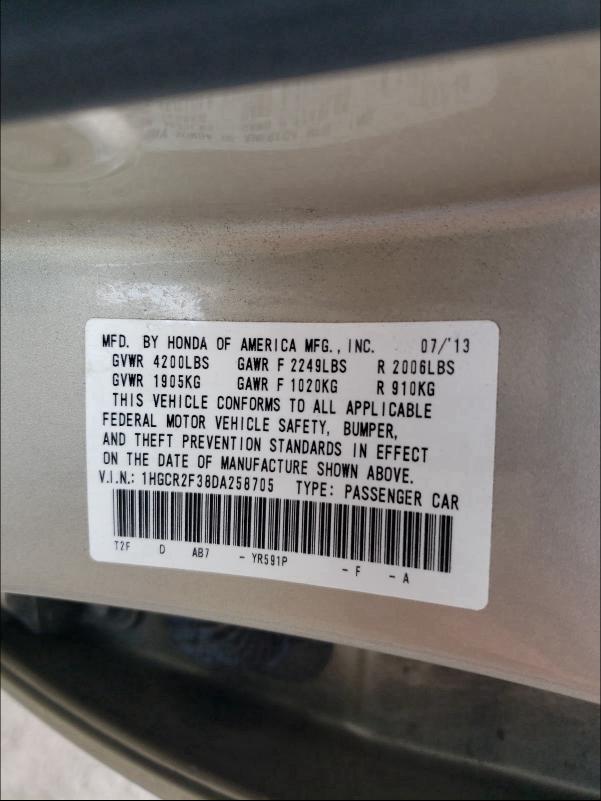 MFD. BY HONDA OF AMERICA MFG., INC. 07/'13
GVWR 4200LBS GAWR F 2249LBS R 2006LBS
GVWR 1905KG GAWR F 1020KG R 910KG
THIS VEHICLE CONFORMS TO ALL APPLICABLE
FEDERAL MOTOR VEHICLE SAFETY, BUMPER,
AND THEFT PREVENTION STANDARDS IN EFFECT
ON THE DATE OF MANUFACTURE SHOWN ABOVE.
V.I.N.: 1HGCR2F38DA258705 TYPE: PASSENGER CAR
T2F D AB7 - YR591P - F - A